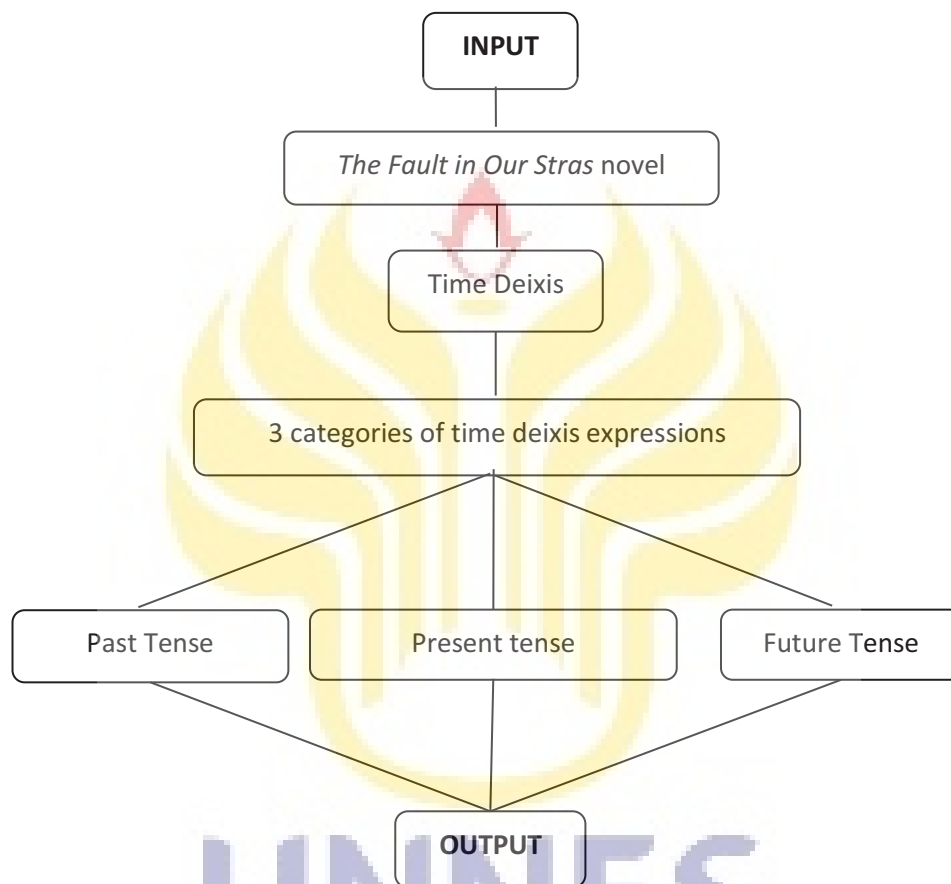 INPUT
The Fault in Our Stras novel
Time Deixis
3 categories of time deixis expressions
Past Tense
Present tense
Future Tense
OUTPUT
UNNES